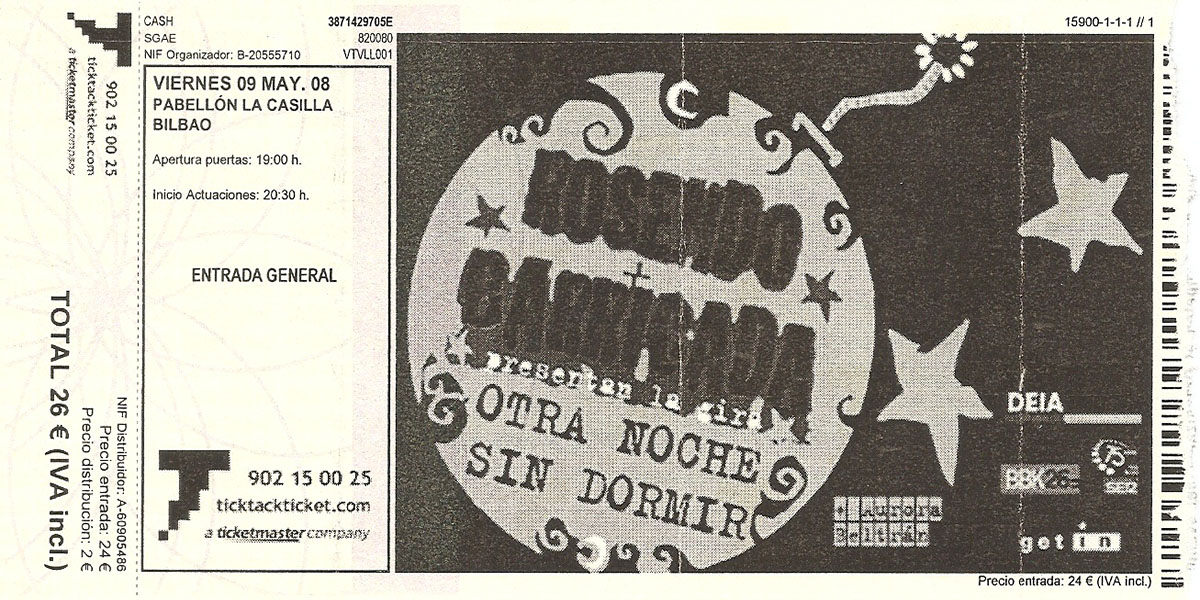 902 15 00 25
ticktackticket.com
a ticketmaster company
TOTAL 26 € (IVA incl.)
NIF Distribuidor: A-60905486
Precio entrada: 24 €
Precio distribución: 2 €
CASH 3871429705E
SGAE 820080
NIF Organizador: B-20555710 VTVLL001
VIERNES 09 MAY. 08
PABELLÓN LA CASILLA
BILBAO
Apertura puertas: 19:00 h.
Inicio Actuaciones: 20:30 h.
ENTRADA GENERAL
902 15 00 25
ticktackticket.com
a ticketmaster company
15900-1-1-1 // 1
ROSENDO
+
BARRICADA
presentan la gira
OTRA NOCHE
SIN DORMIR
+ Aurora
Beltrán
DEIA
75
BBK
SER
get in
Precio entrada: 24 € (IVA incl.)